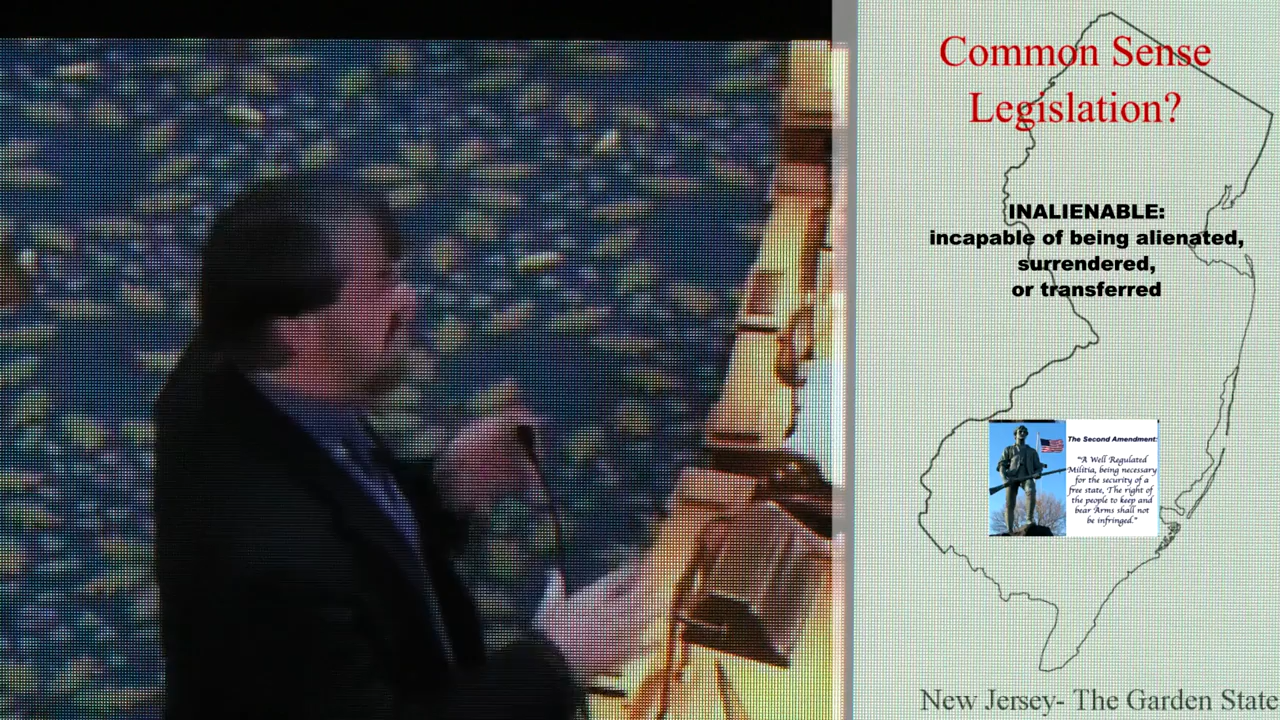 Common Sense
Legislation?
INALIENABLE:
incapable of being alienated,
surrendered,
or transferred
The Second Amendment:
"A Well Regulated
Militia, being necessary
for the security of a
free state, The right of
the people to keep and
bear Arms shall not
be infringed."
New Jersey- The Garden State